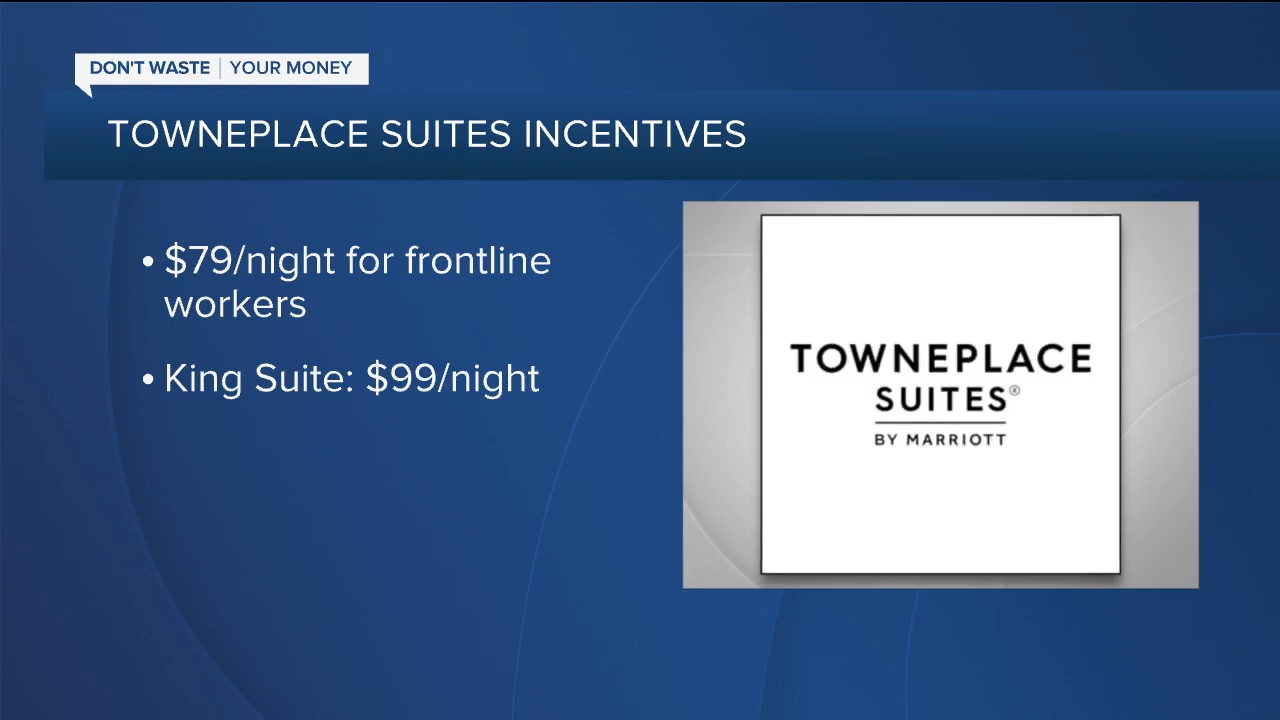 DON'T WASTE | YOUR MONEY
TOWNEPLACE SUITES INCENTIVES
• $79/night for frontline
workers
• King Suite: $99/night
TOWNEPLACE
SUITES®
BY MARRIOTT